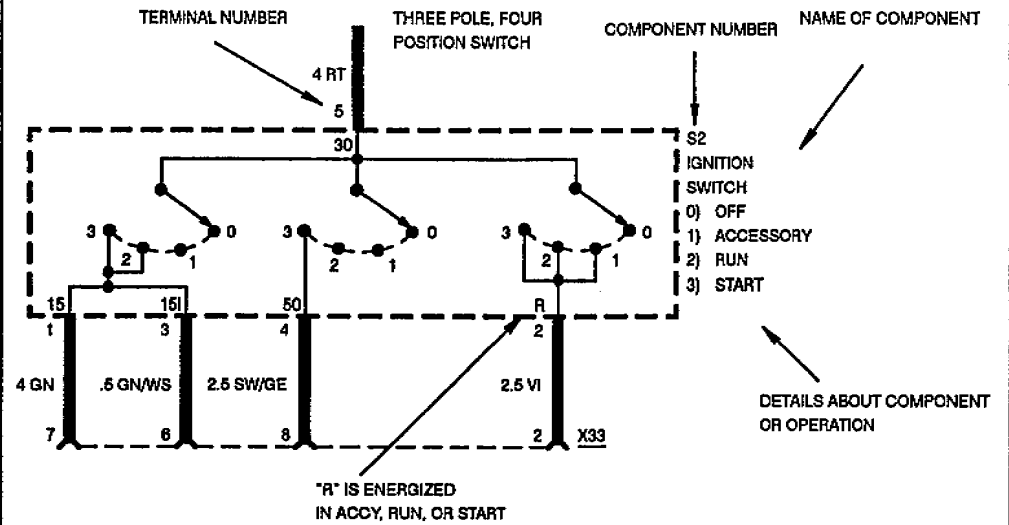 TERMINAL NUMBER
THREE POLE, FOUR
POSITION SWITCH
COMPONENT NUMBER
NAME OF COMPONENT
4 RT
5
30
S2
IGNITION
SWITCH
0) OFF
1) ACCESSORY
2) RUN
3) START
3 2 1 0
3 2 1 0
3 2 1 0
15 15I 50 R
1 3 4 2
4 GN .5 GN/WS 2.5 SW/GE 2.5 VI
7 6 8 2 X33
DETAILS ABOUT COMPONENT
OR OPERATION
"R" IS ENERGIZED
IN ACCY, RUN, OR START